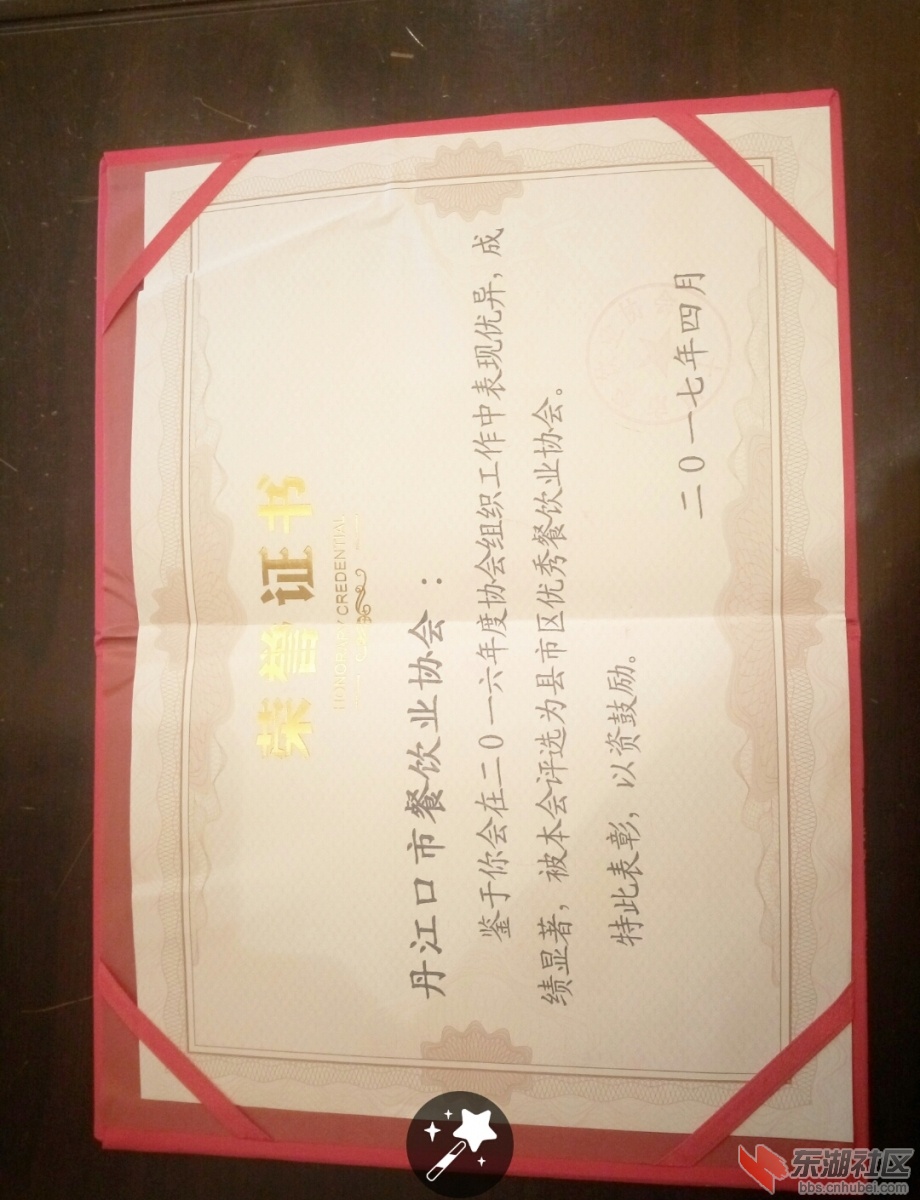 荣誉证书
HONORARY CREDENTIAL
丹江口市餐饮业协会：
鉴于你会在二0一六年度协会组织工作中表现优异，成
绩显著，被本会评选为县市区优秀餐饮业协会。
特此表彰，以资鼓励。
二0一七年四月
东湖社区
bbs.cnhubei.com